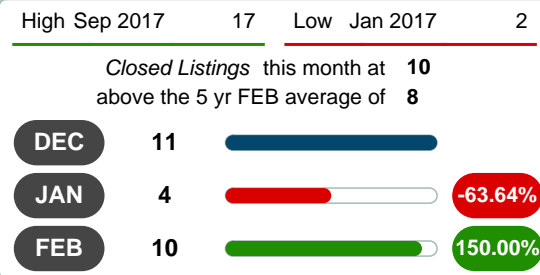 High Sep 2017 17 Low Jan 2017 2
Closed Listings this month at 10
above the 5 yr FEB average of 8
DEC 11
JAN 4 -63.64%
FEB 10 150.00%